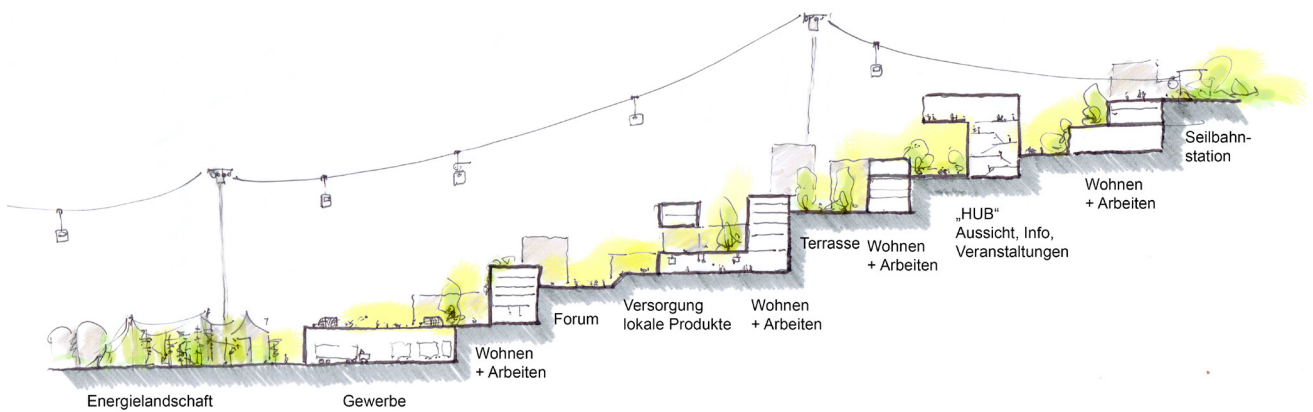 Energielandschaft
Gewerbe
Wohnen
+ Arbeiten
Forum
Versorgung
lokale Produkte
Wohnen
+ Arbeiten
Terrasse
Wohnen
+ Arbeiten
„HUB“
Aussicht, Info,
Veranstaltungen
Wohnen
+ Arbeiten
Seilbahn-
station